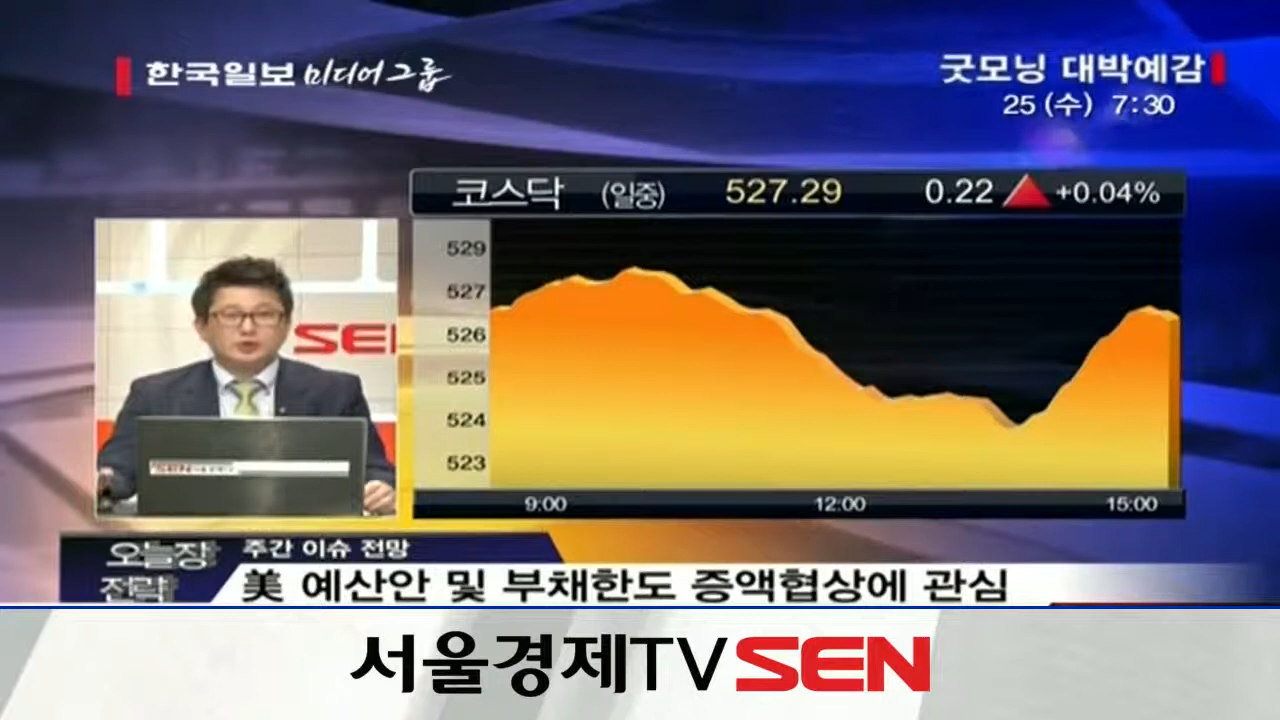 한국일보 미디어그룹
굿모닝 대박예감
25 (수) 7:30
코스닥 (일중) 527.29 0.22 ▲ +0.04%
529
527
526
525
524
523
9:00 12:00 15:00
SEN
SEN
오늘장
전략
주간 이슈 전망
美 예산안 및 부채한도 증액협상에 관심
서울경제TV SEN